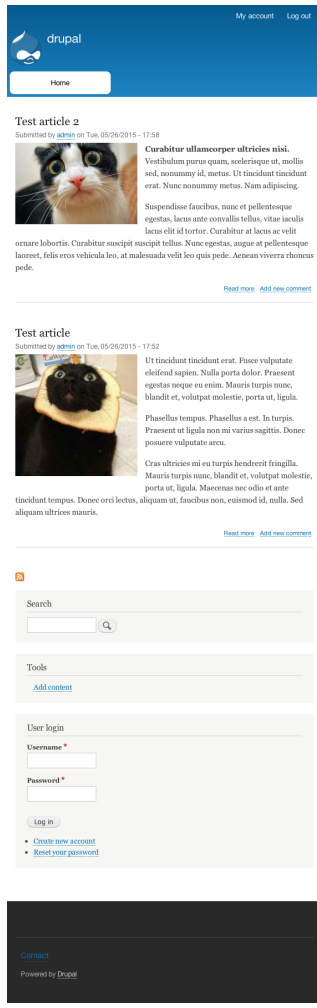 My account Log out
drupal
Home
Test article 2
Submitted by admin on Tue, 05/26/2015 - 17:58
Curabitur ullamcorper ultricies nisi.
Vestibulum purus quam, scelerisque ut, mollis
sed, nonummy id, metus. Ut tincidunt tincidunt
erat. Nunc nonummy metus. Nam adipiscing.
Suspendisse faucibus, nunc et pellentesque
egestas, lacus ante convallis tellus, vitae iaculis
lacus elit id tortor. Curabitur at lacus ac velit
ornare lobortis. Curabitur suscipit suscipit tellus. Nunc egestas, augue at pellentesque
laoreet, felis eros vehicula leo, at malesuada velit leo quis pede. Aenean viverra rhoncus
pede.
Read more Add new comment
Test article
Submitted by admin on Tue, 05/26/2015 - 17:52
Ut tincidunt tincidunt erat. Fusce vulputate
eleifend sapien. Nulla porta dolor. Praesent
egestas neque eu enim. Mauris turpis nunc,
blandit et, volutpat molestie, porta ut, ligula.
Phasellus tempus. Phasellus a est. In turpis.
Praesent ut ligula non mi varius sagittis. Donec
posuere vulputate arcu.
Cras ultricies mi eu turpis hendrerit fringilla.
Mauris turpis nunc, blandit et, volutpat molestie,
porta ut, ligula. Maecenas nec odio et ante
tincidunt tempus. Donec orci lectus, aliquam ut, faucibus non, euismod id, nulla. Sed
aliquam ultrices mauris.
Read more Add new comment
Search
Tools
Add content
User login
Username *
Password *
Log in
Create new account
Reset your password
Contact
Powered by Drupal